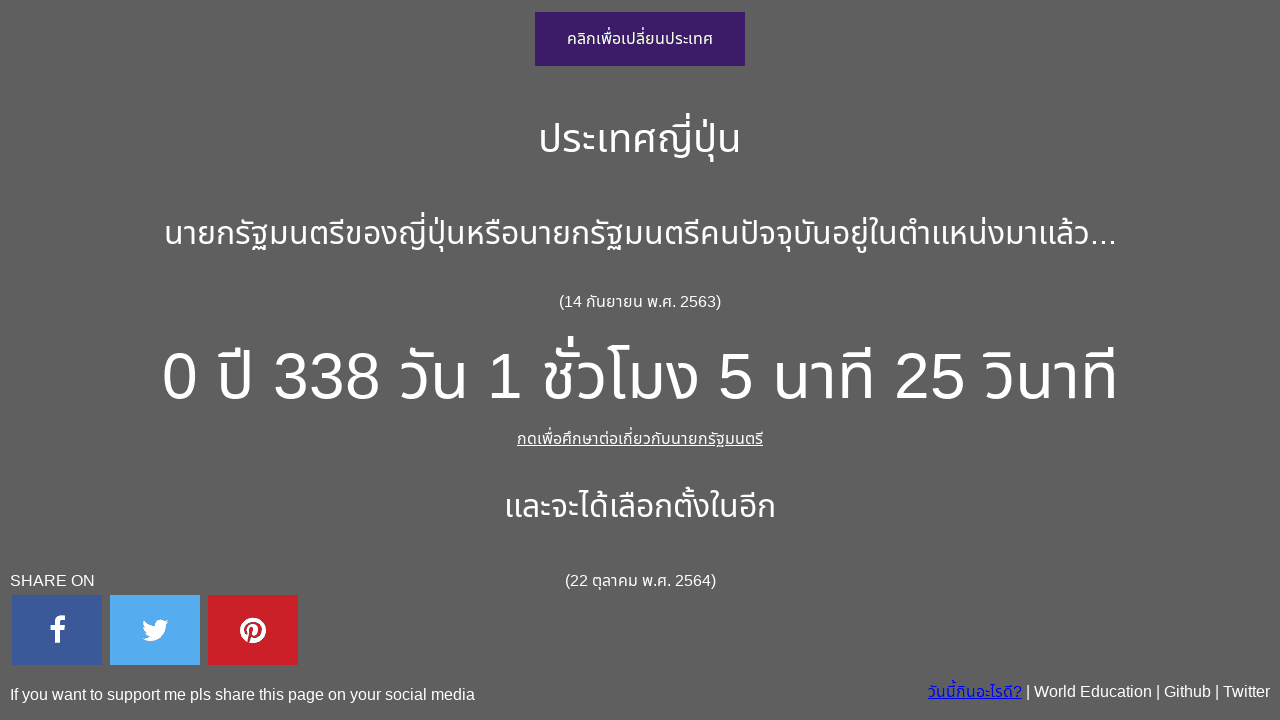 คลิกเพื่อเปลี่ยนประเทศ
ประเทศญี่ปุ่น
นายกรัฐมนตรีของญี่ปุ่นหรือนายกรัฐมนตรีคนปัจจุบันอยู่ในตำแหน่งมาแล้ว...
(14 กันยายน พ.ศ. 2563)
0 ปี 338 วัน 1 ชั่วโมง 5 นาที 25 วินาที
กดเพื่อศึกษาต่อเกี่ยวกับนายกรัฐมนตรี
และจะได้เลือกตั้งในอีก
(22 ตุลาคม พ.ศ. 2564)
SHARE ON
If you want to support me pls share this page on your social media
วันนี้กินอะไรดี? | World Education | Github | Twitter